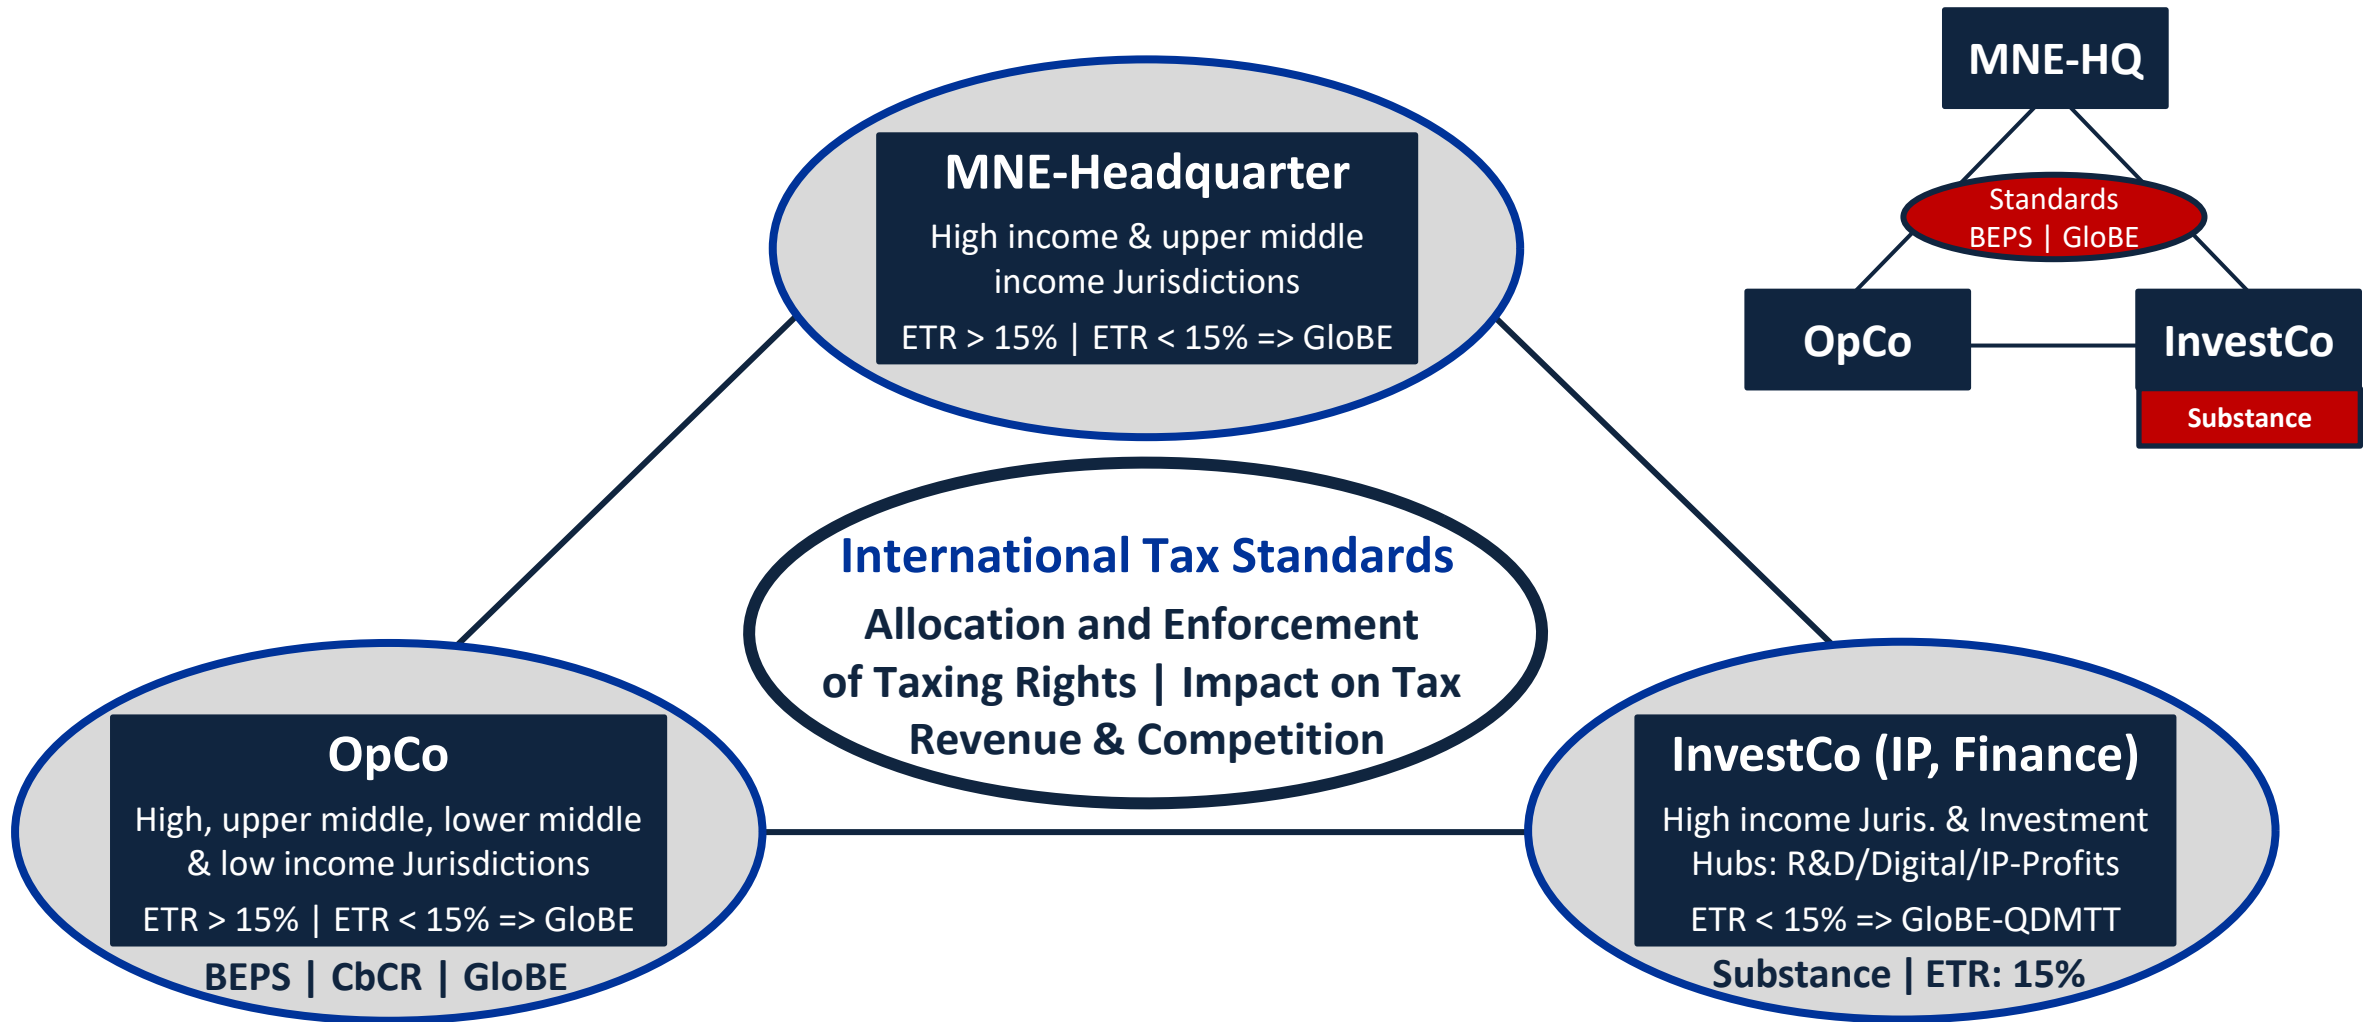 MNE-Headquarter
High income & upper middle
income Jurisdictions
ETR > 15% | ETR < 15% => GloBE
MNE-HQ
Standards
BEPS | GloBE
OpCo
InvestCo
Substance
International Tax Standards
Allocation and Enforcement
of Taxing Rights | Impact on Tax
Revenue & Competition
OpCo
High, upper middle, lower middle
& low income Jurisdictions
ETR > 15% | ETR < 15% => GloBE
BEPS | CbCR | GloBE
InvestCo (IP, Finance)
High income Juris. & Investment
Hubs: R&D/Digital/IP-Profits
ETR < 15% => GloBE-QDMTT
Substance | ETR: 15%